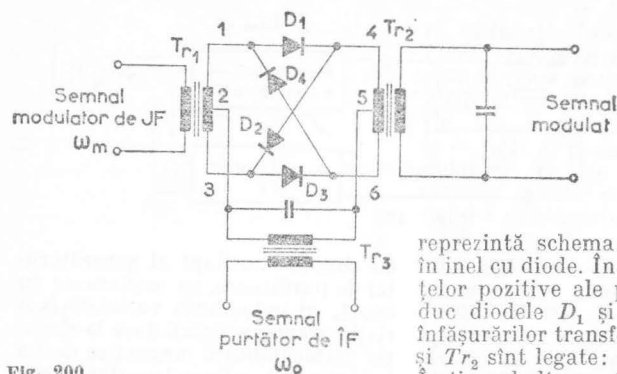 1
D1
4
Tr2
Tr1
D4
Semnal
modulator de JF
ωm
2
5
Semnal
modulat
D2
3
D3
6
Tr3
Semnal
purtător de ÎF
ωo
reprezintă schema
în inel cu diode. În
țelor pozitive ale p
duc diodele D1 și
înfășurărilor transf
și Tr2 sînt legate:
Fig. 200